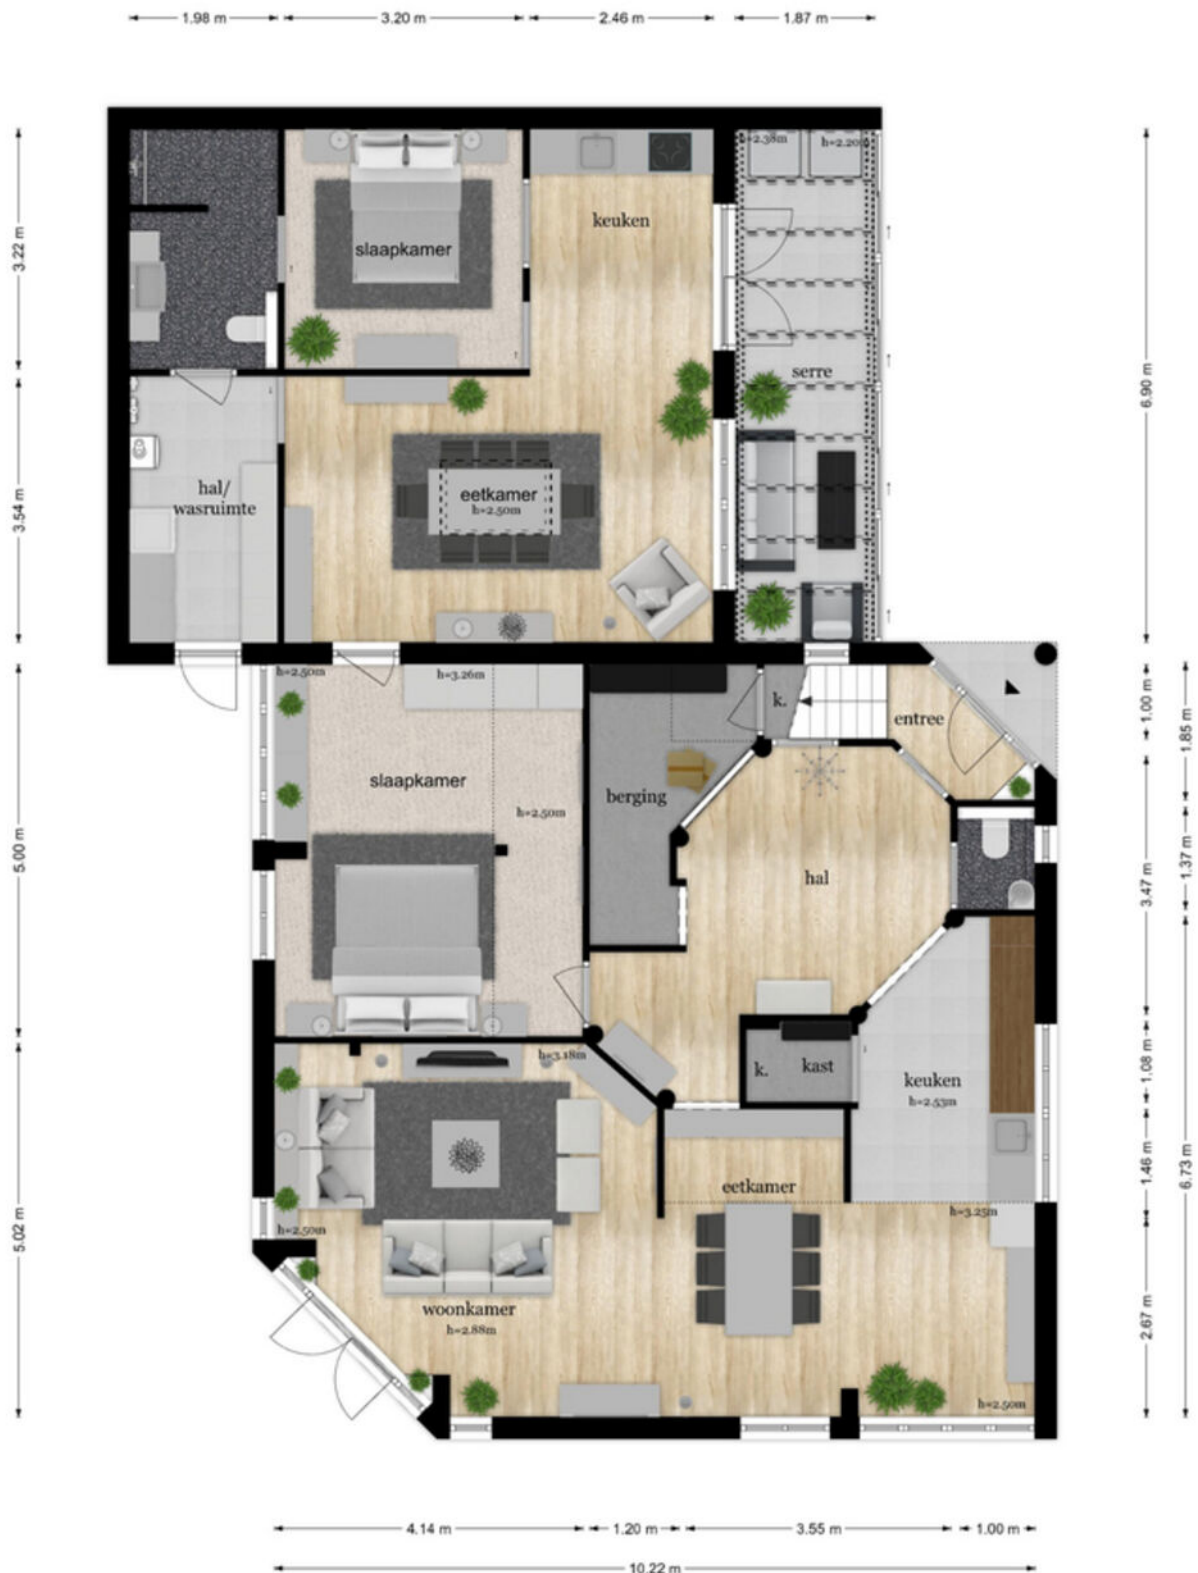 1.98 m
3.20 m
2.46 m
1.87 m
h=2.38m
h=2.20m
keuken
slaapkamer
3.22 m
serre
6.90 m
eetkamer
h=2.50m
hal/
wasruimte
3.54 m
h=2.50m
h=3.26m
k.
entree
1.00 m
1.85 m
slaapkamer
berging
h=2.50m
5.00 m
hal
3.47 m
1.37 m
h=3.18m
k.
kast
keuken
h=2.53m
1.08 m
eetkamer
1.46 m
6.73 m
h=3.25m
h=2.50m
5.02 m
woonkamer
h=2.88m
2.67 m
h=2.50m
4.14 m
1.20 m
3.55 m
1.00 m
10.22 m